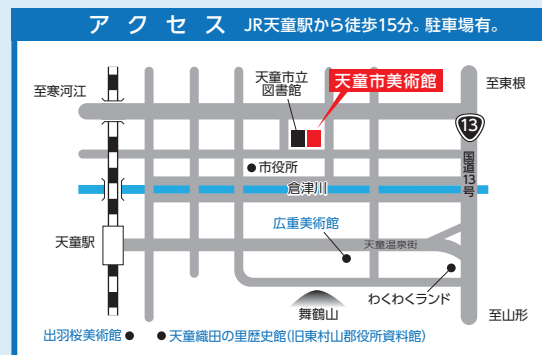 アクセス JR天童駅から徒歩15分。駐車場有。
天童市立
図書館
天童市美術館
至寒河江
至東根
13
国道13号
市役所
倉津川
広重美術館
天童駅
天童温泉街
わくわくランド
舞鶴山
至山形
出羽桜美術館
天童織田の里歴史館(旧東村山郡役所資料館)